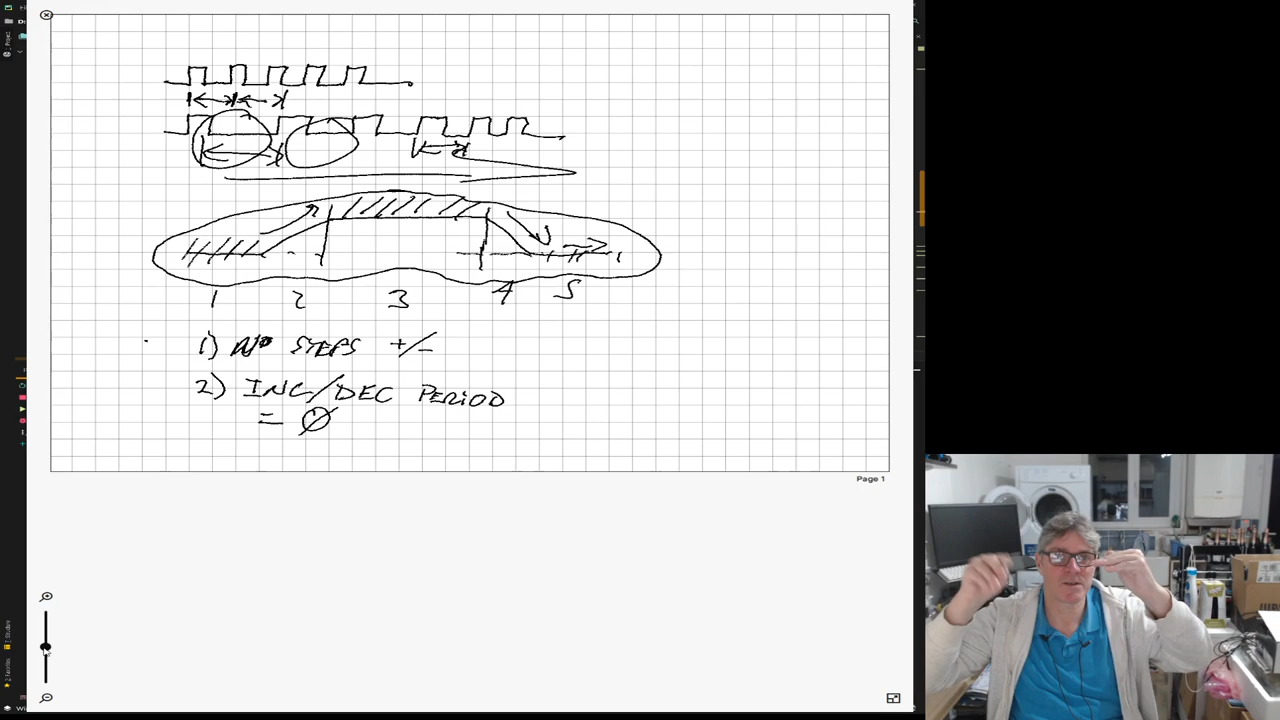 1 2 3 4 5
1) NO STEPS +/-
2) INC/DEC PERIOD
= Ø
Page 1